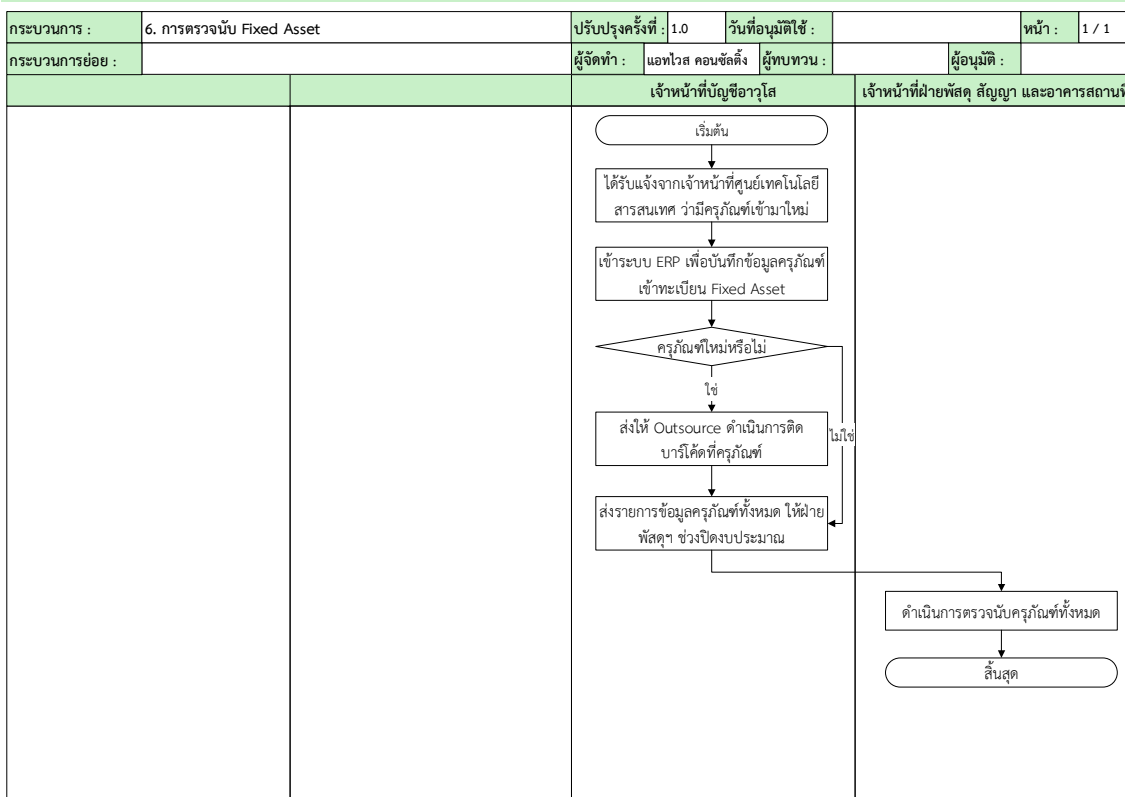 กระบวนการ : 6. การตรวจนับ Fixed Asset ปรับปรุงครั้งที่ : 1.0 วันที่อนุมัติใช้ : หน้า : 1 / 1
กระบวนการย่อย : ผู้จัดทำ : แอทไวส คอนซัลติ้ง ผู้ทบทวน : ผู้อนุมัติ :
เจ้าหน้าที่บัญชีอาวุโส เจ้าหน้าที่ฝ่ายพัสดุ สัญญา และอาคารสถานที่
เริ่มต้น
ได้รับแจ้งจากเจ้าหน้าที่ศูนย์เทคโนโลยี
สารสนเทศ ว่ามีครุภัณฑ์เข้ามาใหม่
เข้าระบบ ERP เพื่อบันทึกข้อมูลครุภัณฑ์
เข้าทะเบียน Fixed Asset
ครุภัณฑ์ใหม่หรือไม่
ใช่
ส่งให้ Outsource ดำเนินการติด
บาร์โค้ดที่ครุภัณฑ์
ไม่ใช่
ส่งรายการข้อมูลครุภัณฑ์ทั้งหมด ให้ฝ่าย
พัสดุฯ ช่วงปิดงบประมาณ
ดำเนินการตรวจนับครุภัณฑ์ทั้งหมด
สิ้นสุด